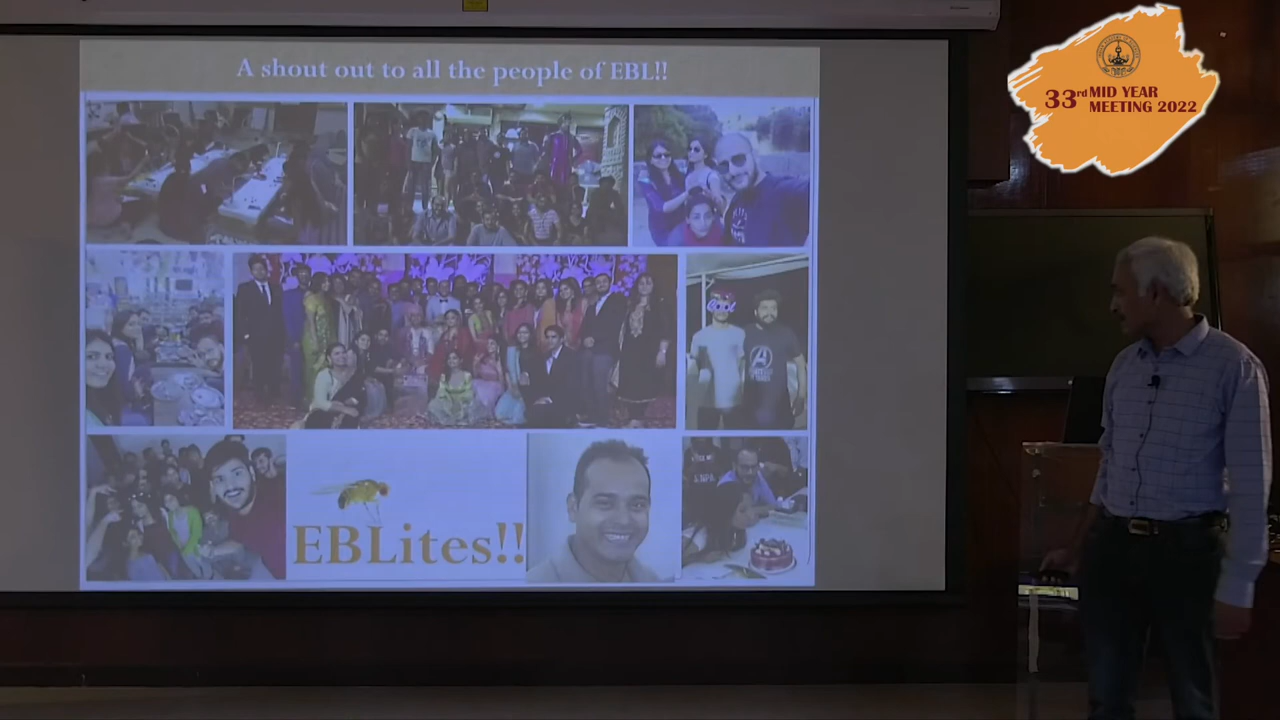 A shout out to all the people of EBL!!
EBLites!!
33rd MID YEAR
MEETING 2022